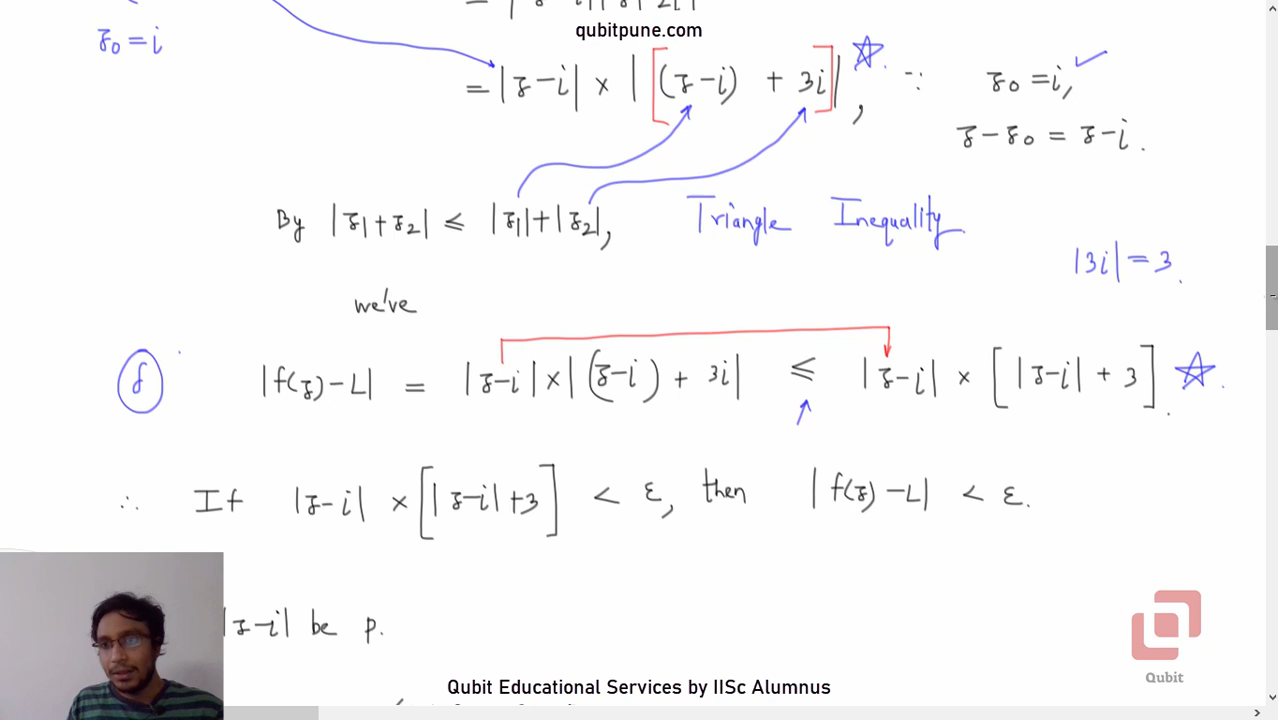 qubitpune.com
z₀ = i
= |z-i| × |[(z-i) + 3i]|, ∵ z₀ = i,
z - z₀ = z - i.
By |z₁+z₂| ≤ |z₁|+|z₂|, Triangle Inequality
|3i| = 3.
we've
|f(z)-L| = |z-i|×|(z-i) + 3i| ≤ |z-i| × [|z-i| + 3].
∴ If |z-i| × [|z-i|+3] < ε, then |f(z)-L| < ε.
|z-i| be p.
Qubit
Qubit Educational Services by IISc Alumnus